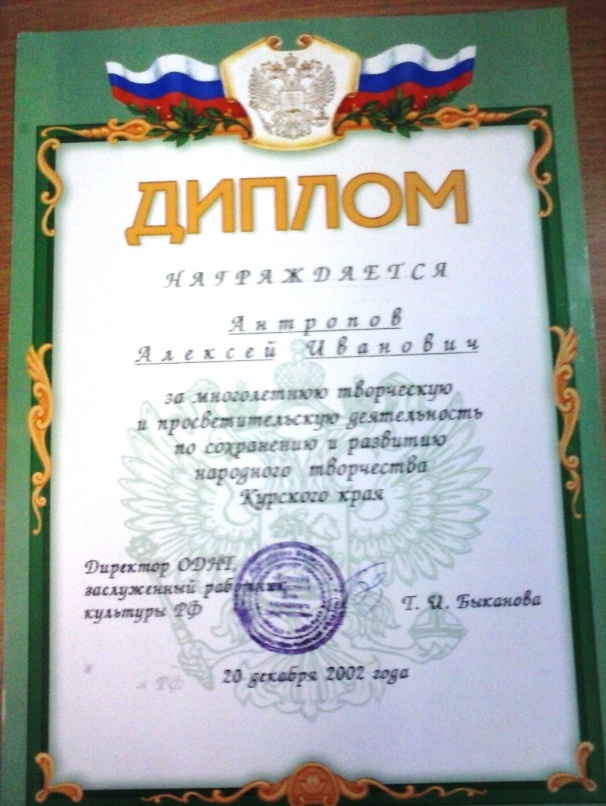 ДИПЛОМ
НАГРАЖДАЕТСЯ
Антропов
Алексей Иванович
за многолетнюю творческую
и просветительскую деятельность
по сохранению и развитию
народного творчества
Курского края
Директор ОДНТ,
заслуженный работник
культуры РФ
Т. И. Быканова
20 декабря 2002 года
РФ